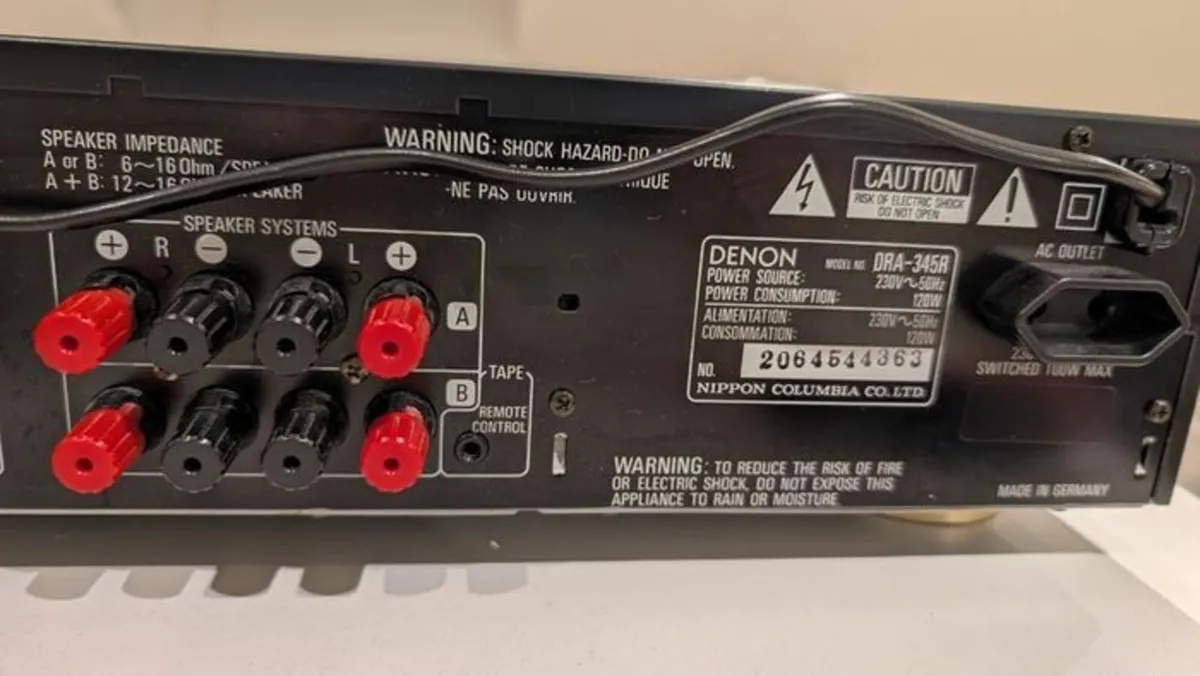 SPEAKER IMPEDANCE
A or B: 6~16 Ohm /
A + B: 12~16
WARNING: SHOCK HAZARD-DO OPEN.
-NE PAS OUVRIR.
SPEAKER SYSTEMS
+ R − − L +
A
B
TAPE
REMOTE
CONTROL
CAUTION
RISK OF ELECTRIC SHOCK
DO NOT OPEN
AC OUTLET
SWITCHED 100W MAX
DENON MODEL NO. DRA-345R
POWER SOURCE: 230V~50Hz
POWER CONSUMPTION: 120W
ALIMENTATION: 230V~50Hz
CONSOMMATION: 120W
NO. 2064544363
NIPPON COLUMBIA CO. LTD.
WARNING: TO REDUCE THE RISK OF FIRE
OR ELECTRIC SHOCK, DO NOT EXPOSE THIS
APPLIANCE TO RAIN OR MOISTURE
MADE IN GERMANY